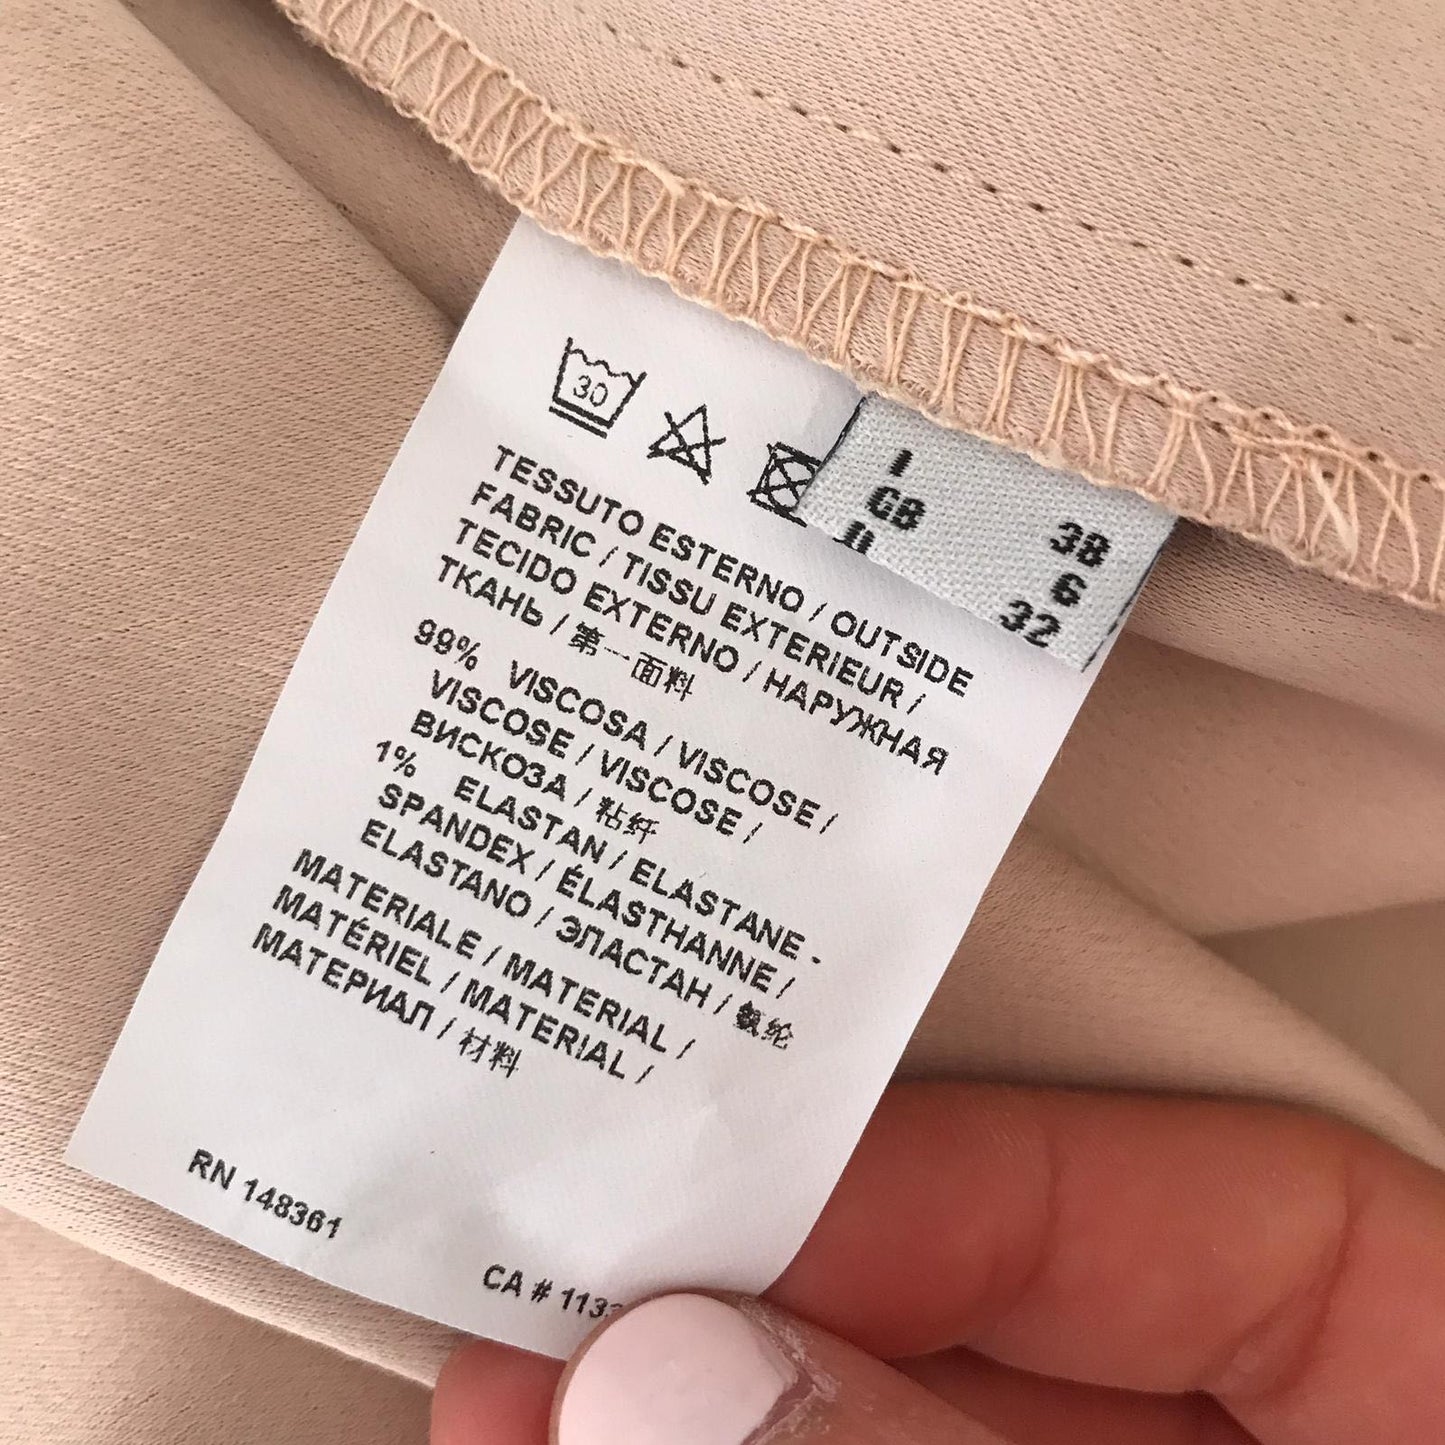 30
I 38
GB 6
32
TESSUTO ESTERNO / OUTSIDE
FABRIC / TISSU EXTERIEUR /
TECIDO EXTERNO / НАРУЖНАЯ
ТКАНЬ / 第一面料
99% VISCOSA / VISCOSE /
VISCOSE / VISCOSE /
ВИСКОЗА / 粘纤
1% ELASTAN / ELASTANE -
SPANDEX / ÉLASTHANNE /
ELASTANO / ЭЛАСТАН / 氨纶
MATERIALE / MATERIAL /
MATÉRIEL / MATERIAL /
МАТЕРИАЛ / 材料
RN 148361
CA # 113